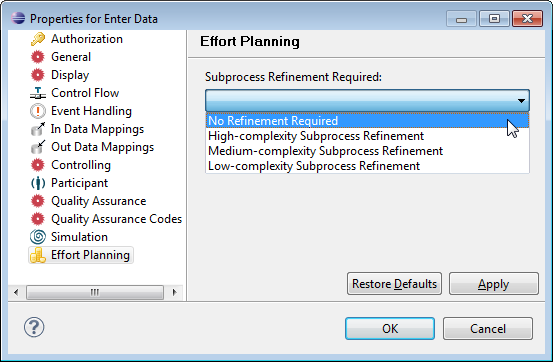 Properties for Enter Data
Authorization
General
Display
Control Flow
Event Handling
In Data Mappings
Out Data Mappings
Controlling
Participant
Quality Assurance
Quality Assurance Codes
Simulation
Effort Planning
Effort Planning
Subprocess Refinement Required:
No Refinement Required
High-complexity Subprocess Refinement
Medium-complexity Subprocess Refinement
Low-complexity Subprocess Refinement
Restore Defaults
Apply
?
OK
Cancel